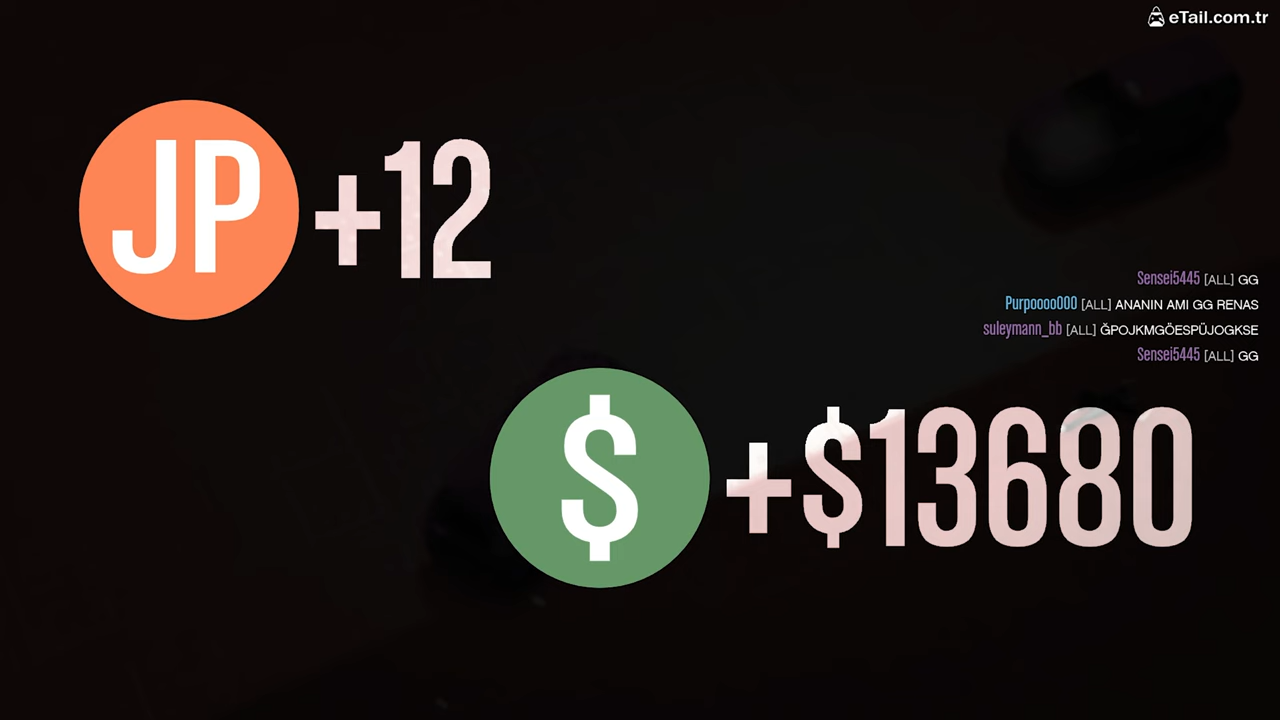 eTail.com.tr
JP +12
Sensei5445 [ALL] GG
Purpoooo000 [ALL] ANANIN AMI GG RENAS
suleymann_bb [ALL] ĞPOJKMGÖESPÜJOGKSE
Sensei5445 [ALL] GG
$ +$13680